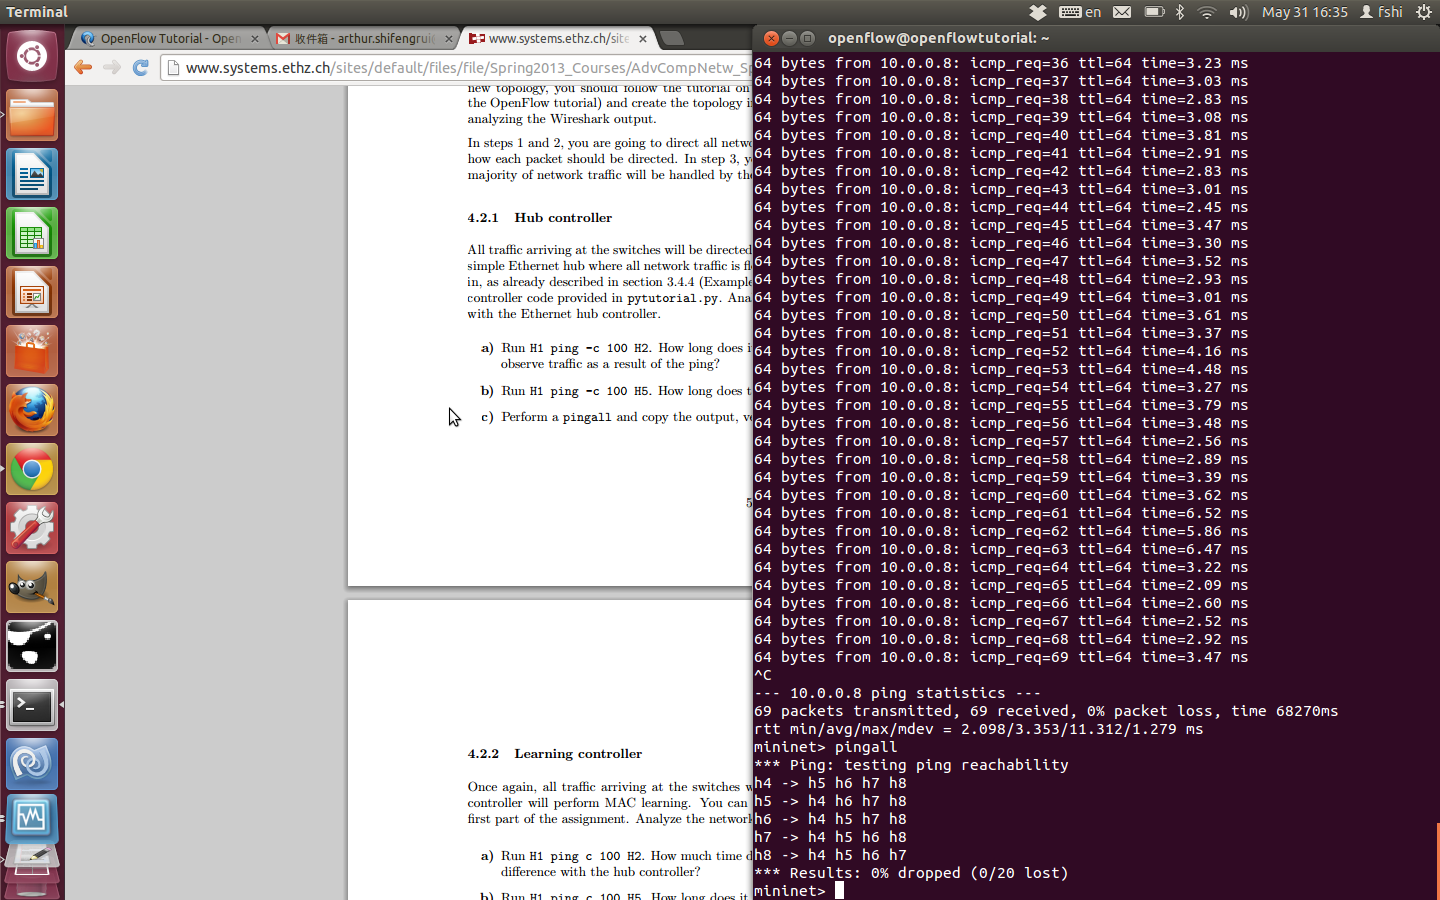 Terminal
en
May 31 16:35
fshi
OpenFlow Tutorial - Open
收件箱 - arthur.shifengrui@
www.systems.ethz.ch/site
www.systems.ethz.ch/sites/default/files/file/Spring2013_Courses/AdvCompNetw_Sp
new topology, you should follow the tutorial on
the OpenFlow tutorial) and create the topology i
analyzing the Wireshark output.
In steps 1 and 2, you are going to direct all netwo
how each packet should be directed. In step 3, y
majority of network traffic will be handled by the
4.2.1 Hub controller
All traffic arriving at the switches will be directed
simple Ethernet hub where all network traffic is fl
in, as already described in section 3.4.4 (Example
controller code provided in pytutorial.py. Ana
with the Ethernet hub controller.
a) Run H1 ping -c 100 H2. How long does i
observe traffic as a result of the ping?
b) Run H1 ping -c 100 H5. How long does t
c) Perform a pingall and copy the output, ve
5
4.2.2 Learning controller
Once again, all traffic arriving at the switches w
controller will perform MAC learning. You can
first part of the assignment. Analyze the network
a) Run H1 ping c 100 H2. How much time d
difference with the hub controller?
b) Run H1 ping c 100 H5. How long does it
openflow@openflowtutorial: ~
64 bytes from 10.0.0.8: icmp_req=36 ttl=64 time=3.23 ms
64 bytes from 10.0.0.8: icmp_req=37 ttl=64 time=3.03 ms
64 bytes from 10.0.0.8: icmp_req=38 ttl=64 time=2.83 ms
64 bytes from 10.0.0.8: icmp_req=39 ttl=64 time=3.08 ms
64 bytes from 10.0.0.8: icmp_req=40 ttl=64 time=3.81 ms
64 bytes from 10.0.0.8: icmp_req=41 ttl=64 time=2.91 ms
64 bytes from 10.0.0.8: icmp_req=42 ttl=64 time=2.83 ms
64 bytes from 10.0.0.8: icmp_req=43 ttl=64 time=3.01 ms
64 bytes from 10.0.0.8: icmp_req=44 ttl=64 time=2.45 ms
64 bytes from 10.0.0.8: icmp_req=45 ttl=64 time=3.47 ms
64 bytes from 10.0.0.8: icmp_req=46 ttl=64 time=3.30 ms
64 bytes from 10.0.0.8: icmp_req=47 ttl=64 time=3.52 ms
64 bytes from 10.0.0.8: icmp_req=48 ttl=64 time=2.93 ms
64 bytes from 10.0.0.8: icmp_req=49 ttl=64 time=3.01 ms
64 bytes from 10.0.0.8: icmp_req=50 ttl=64 time=3.61 ms
64 bytes from 10.0.0.8: icmp_req=51 ttl=64 time=3.37 ms
64 bytes from 10.0.0.8: icmp_req=52 ttl=64 time=4.16 ms
64 bytes from 10.0.0.8: icmp_req=53 ttl=64 time=4.48 ms
64 bytes from 10.0.0.8: icmp_req=54 ttl=64 time=3.27 ms
64 bytes from 10.0.0.8: icmp_req=55 ttl=64 time=3.79 ms
64 bytes from 10.0.0.8: icmp_req=56 ttl=64 time=3.48 ms
64 bytes from 10.0.0.8: icmp_req=57 ttl=64 time=2.56 ms
64 bytes from 10.0.0.8: icmp_req=58 ttl=64 time=2.89 ms
64 bytes from 10.0.0.8: icmp_req=59 ttl=64 time=3.39 ms
64 bytes from 10.0.0.8: icmp_req=60 ttl=64 time=3.62 ms
64 bytes from 10.0.0.8: icmp_req=61 ttl=64 time=6.52 ms
64 bytes from 10.0.0.8: icmp_req=62 ttl=64 time=5.86 ms
64 bytes from 10.0.0.8: icmp_req=63 ttl=64 time=6.47 ms
64 bytes from 10.0.0.8: icmp_req=64 ttl=64 time=3.22 ms
64 bytes from 10.0.0.8: icmp_req=65 ttl=64 time=2.09 ms
64 bytes from 10.0.0.8: icmp_req=66 ttl=64 time=2.60 ms
64 bytes from 10.0.0.8: icmp_req=67 ttl=64 time=2.52 ms
64 bytes from 10.0.0.8: icmp_req=68 ttl=64 time=2.92 ms
64 bytes from 10.0.0.8: icmp_req=69 ttl=64 time=3.47 ms
^C
--- 10.0.0.8 ping statistics ---
69 packets transmitted, 69 received, 0% packet loss, time 68270ms
rtt min/avg/max/mdev = 2.098/3.353/11.312/1.279 ms
mininet> pingall
*** Ping: testing ping reachability
h4 -> h5 h6 h7 h8
h5 -> h4 h6 h7 h8
h6 -> h4 h5 h7 h8
h7 -> h4 h5 h6 h8
h8 -> h4 h5 h6 h7
*** Results: 0% dropped (0/20 lost)
mininet>